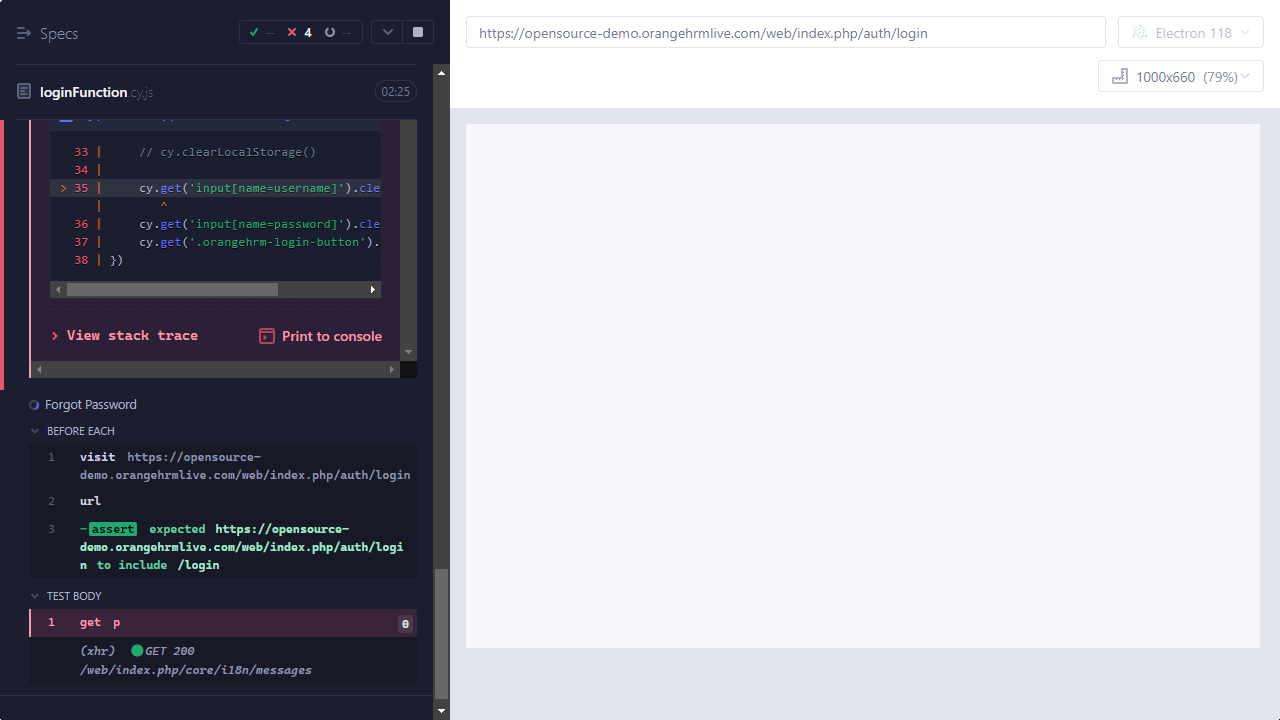 Specs
-- 4 --
loginFunction.cy.js
02:25
33 | // cy.clearLocalStorage()
34 |
> 35 | cy.get('input[name=username]').cle
| ^
36 | cy.get('input[name=password]').cle
37 | cy.get('.orangehrm-login-button').
38 | })
View stack trace
Print to console
Forgot Password
BEFORE EACH
1 visit https://opensource-
demo.orangehrmlive.com/web/index.php/auth/login
2 url
3 -assert expected https://opensource-
demo.orangehrmlive.com/web/index.php/auth/logi
n to include /login
TEST BODY
1 get p 0
(xhr) GET 200
/web/index.php/core/i18n/messages
https://opensource-demo.orangehrmlive.com/web/index.php/auth/login
Electron 118
1000x660 (79%)